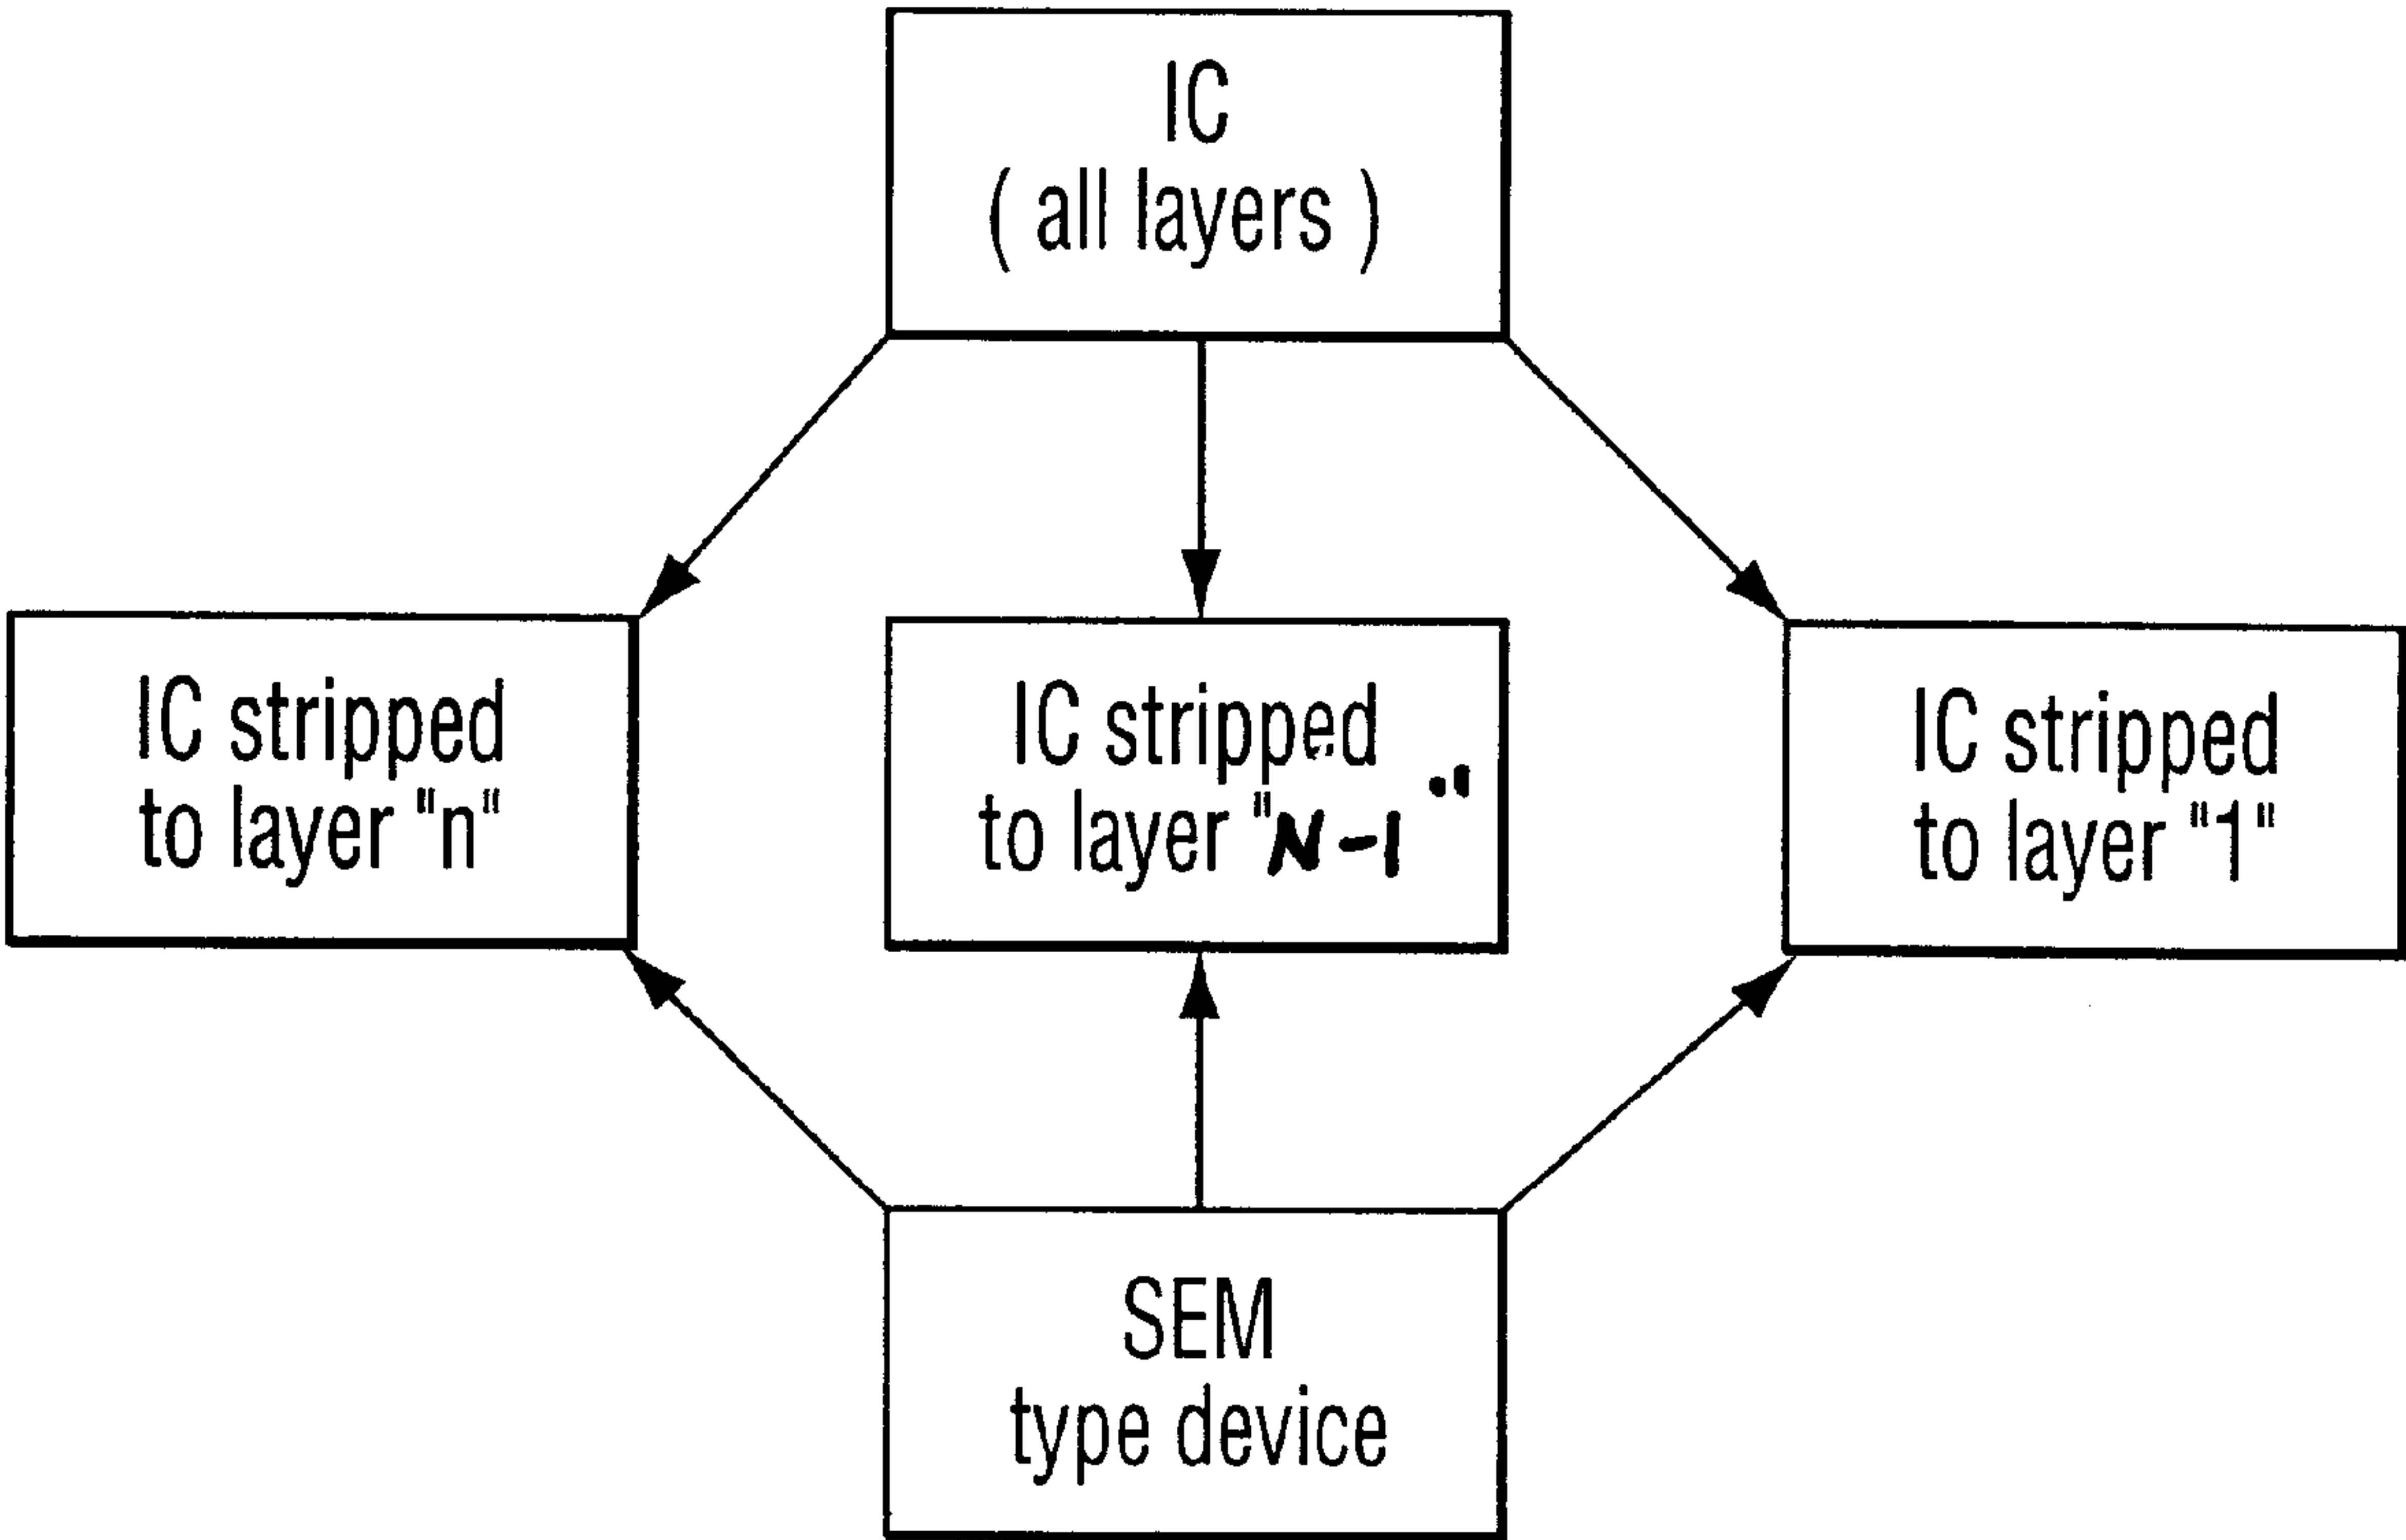 IC
( all layers )
IC stripped
to layer "n"
IC stripped
to layer "N-1"
IC stripped
to layer "1"
SEM
type device